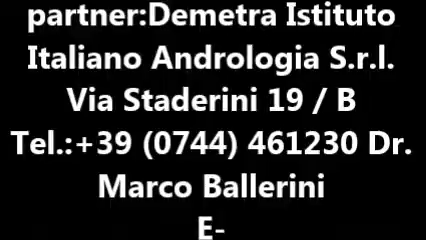 partner:Demetra Istituto
Italiano Andrologia S.r.l.
Via Staderini 19 / B
Tel.:+39 (0744) 461230 Dr.
Marco Ballerini
E-